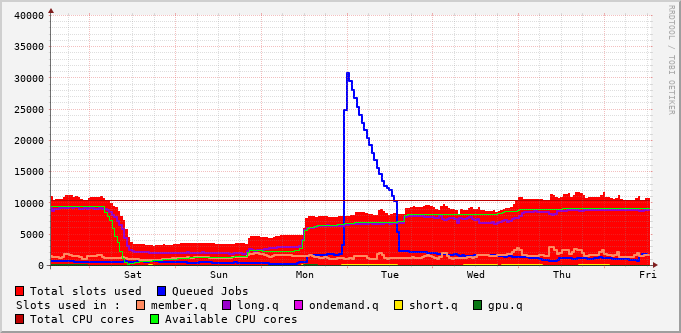 40000
35000
30000
25000
20000
15000
10000
5000
0
Sat Sun Mon Tue Wed Thu Fri
Total slots used Queued Jobs
Slots used in : member.q long.q ondemand.q short.q gpu.q
Total CPU cores Available CPU cores
RRDTOOL / TOBI OETIKER